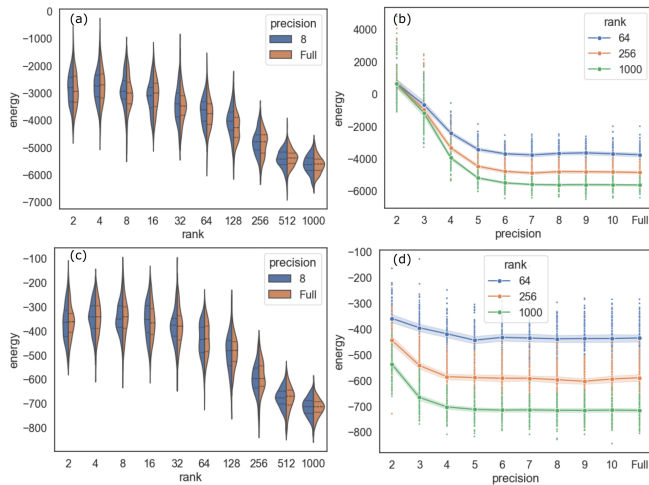 (a)
precision
8
Full
energy
0
−1000
−2000
−3000
−4000
−5000
−6000
−7000
2 4 8 16 32 64 128 256 512 1000
rank
(b)
rank
64
256
1000
energy
4000
2000
0
−2000
−4000
−6000
2 3 4 5 6 7 8 9 10 Full
precision
(c)
precision
8
Full
energy
−100
−200
−300
−400
−500
−600
−700
−800
2 4 8 16 32 64 128 256 512 1000
rank
(d)
rank
64
256
1000
energy
−100
−200
−300
−400
−500
−600
−700
−800
2 3 4 5 6 7 8 9 10 Full
precision